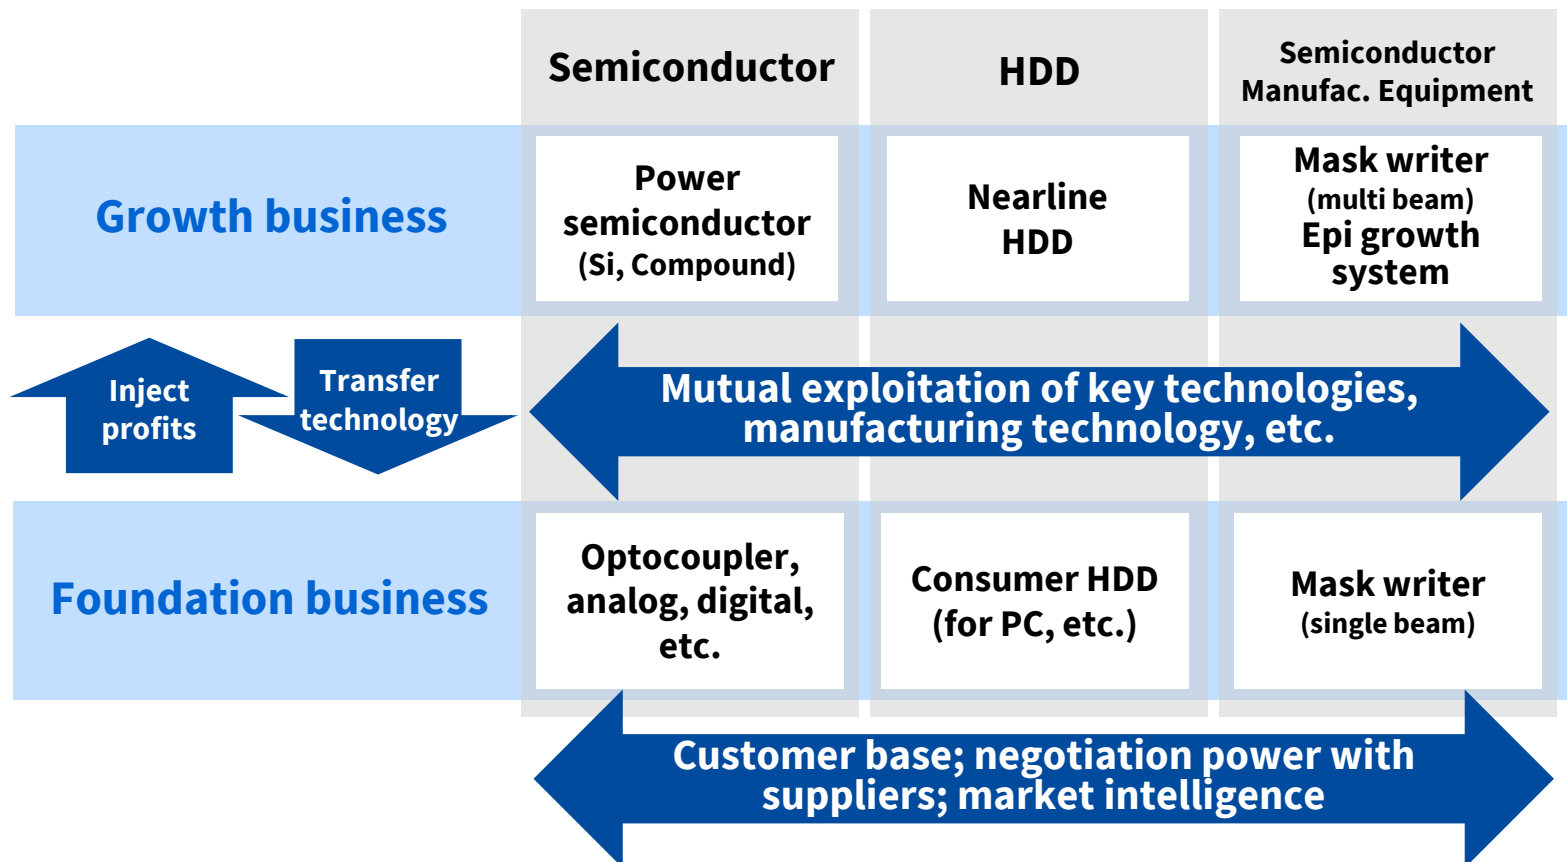 Semiconductor
HDD
Semiconductor
Manufac. Equipment
Growth business
Power
semiconductor
(Si, Compound)
Nearline
HDD
Mask writer
(multi beam)
Epi growth
system
Inject
profits
Transfer
technology
Mutual exploitation of key technologies,
manufacturing technology, etc.
Foundation business
Optocoupler,
analog, digital,
etc.
Consumer HDD
(for PC, etc.)
Mask writer
(single beam)
Customer base; negotiation power with
suppliers; market intelligence